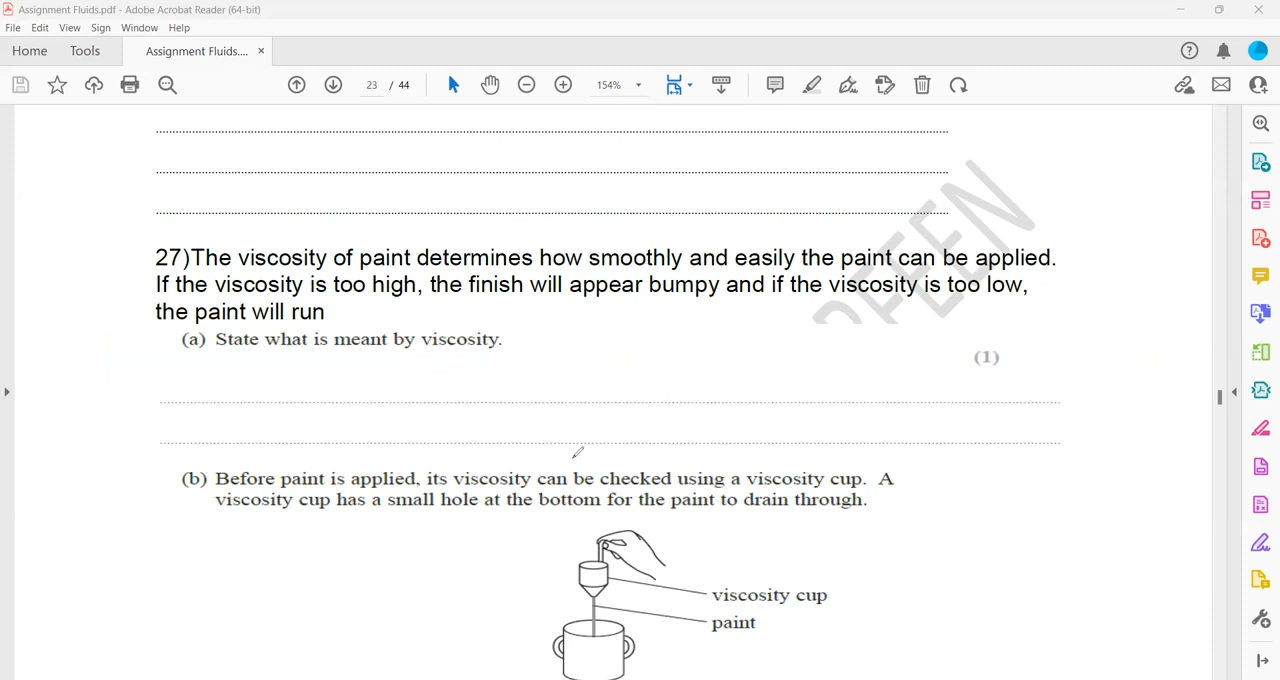 Assignment Fluids.pdf - Adobe Acrobat Reader (64-bit)
File Edit View Sign Window Help
Home Tools Assignment Fluids.... ×
23 / 44 154%
27)The viscosity of paint determines how smoothly and easily the paint can be applied.
If the viscosity is too high, the finish will appear bumpy and if the viscosity is too low,
the paint will run
(a) State what is meant by viscosity.
(1)
(b) Before paint is applied, its viscosity can be checked using a viscosity cup. A
viscosity cup has a small hole at the bottom for the paint to drain through.
viscosity cup
paint